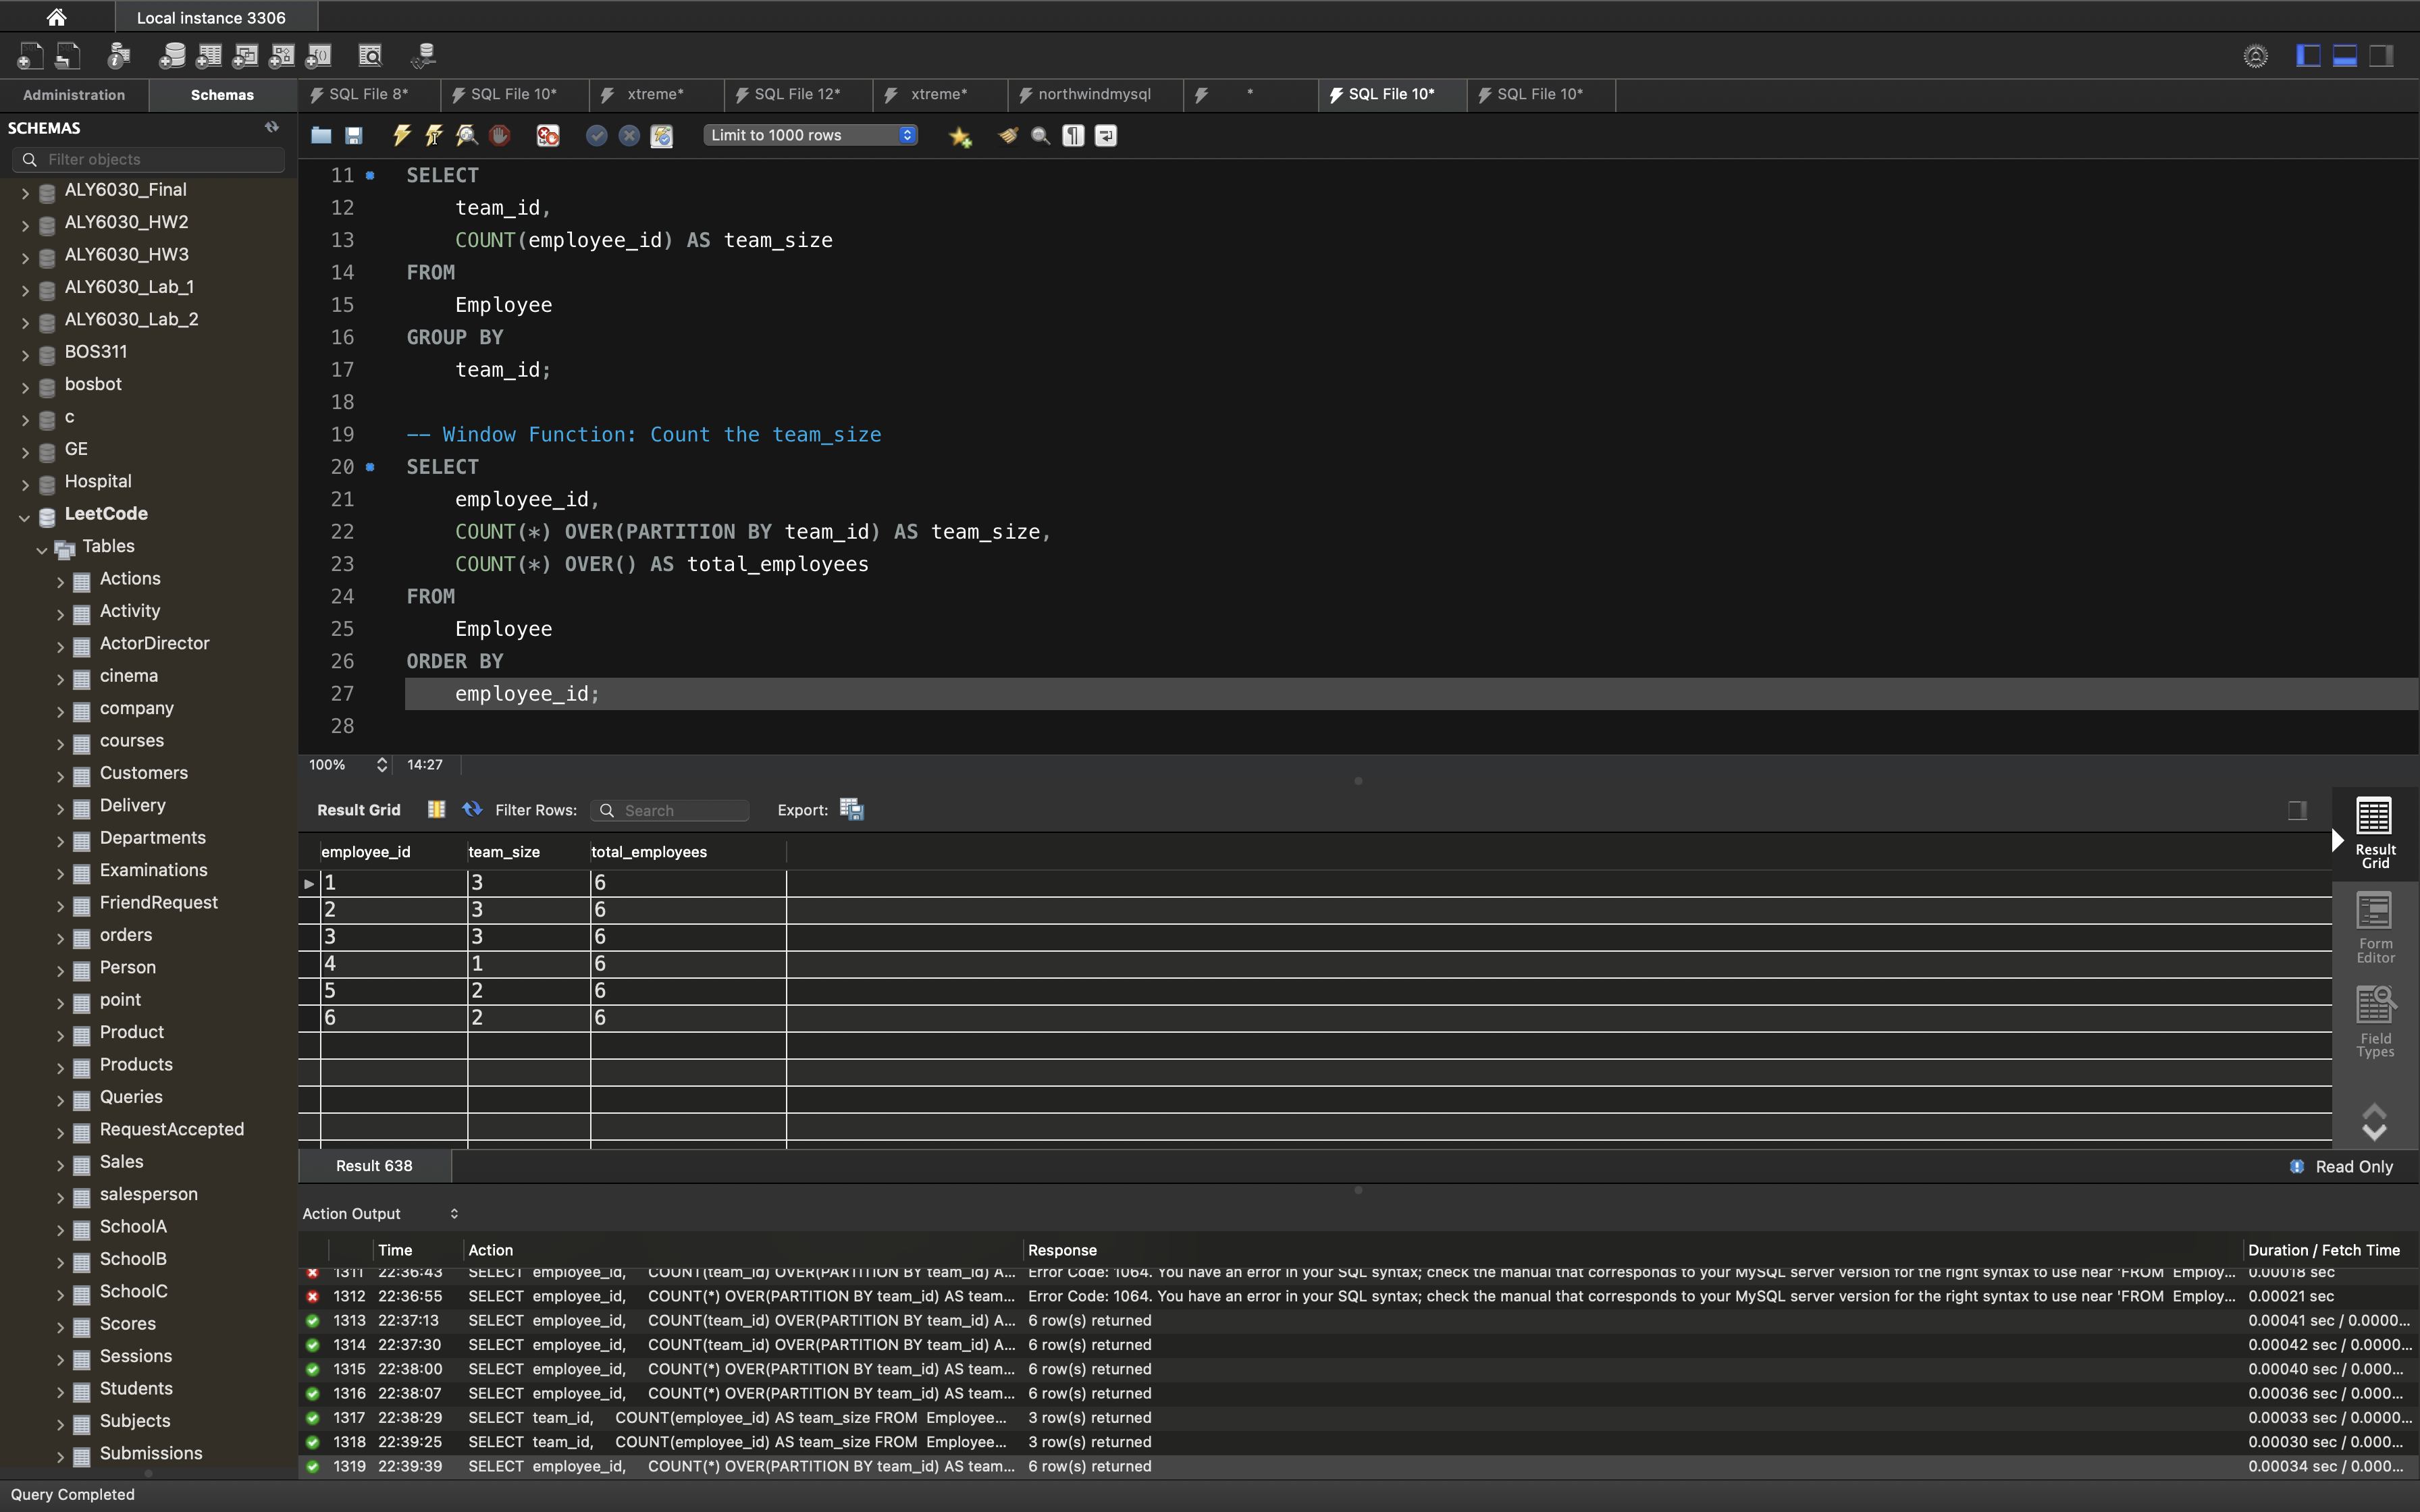 Local instance 3306
Administration Schemas SQL File 8* SQL File 10* xtreme* SQL File 12* xtreme* northwindmysql * SQL File 10* SQL File 10*
SCHEMAS
Limit to 1000 rows
Filter objects
ALY6030_Final
ALY6030_HW2
ALY6030_HW3
ALY6030_Lab_1
ALY6030_Lab_2
BOS311
bosbot
c
GE
Hospital
LeetCode
Tables
Actions
Activity
ActorDirector
cinema
company
courses
Customers
Delivery
Departments
Examinations
FriendRequest
orders
Person
point
Product
Products
Queries
RequestAccepted
Sales
salesperson
SchoolA
SchoolB
SchoolC
Scores
Sessions
Students
Subjects
Submissions
11 SELECT
12 team_id,
13 COUNT(employee_id) AS team_size
14 FROM
15 Employee
16 GROUP BY
17 team_id;
18
19 -- Window Function: Count the team_size
20 SELECT
21 employee_id,
22 COUNT(*) OVER(PARTITION BY team_id) AS team_size,
23 COUNT(*) OVER() AS total_employees
24 FROM
25 Employee
26 ORDER BY
27 employee_id;
28
100% 14:27
Result Grid Filter Rows: Search Export:
employee_id team_size total_employees
1 3 6
2 3 6
3 3 6
4 1 6
5 2 6
6 2 6
Result Grid
Form Editor
Field Types
Result 638 Read Only
Action Output
Time Action Response Duration / Fetch Time
1311 22:36:43 SELECT employee_id, COUNT(team_id) OVER(PARTITION BY team_id) A... Error Code: 1064. You have an error in your SQL syntax; check the manual that corresponds to your MySQL server version for the right syntax to use near 'FROM Employ... 0.00018 sec
1312 22:36:55 SELECT employee_id, COUNT(*) OVER(PARTITION BY team_id) AS team... Error Code: 1064. You have an error in your SQL syntax; check the manual that corresponds to your MySQL server version for the right syntax to use near 'FROM Employ... 0.00021 sec
1313 22:37:13 SELECT employee_id, COUNT(team_id) OVER(PARTITION BY team_id) A... 6 row(s) returned 0.00041 sec / 0.0000...
1314 22:37:30 SELECT employee_id, COUNT(team_id) OVER(PARTITION BY team_id) A... 6 row(s) returned 0.00042 sec / 0.0000...
1315 22:38:00 SELECT employee_id, COUNT(*) OVER(PARTITION BY team_id) AS team... 6 row(s) returned 0.00040 sec / 0.000...
1316 22:38:07 SELECT employee_id, COUNT(*) OVER(PARTITION BY team_id) AS team... 6 row(s) returned 0.00036 sec / 0.000...
1317 22:38:29 SELECT team_id, COUNT(employee_id) AS team_size FROM Employee... 3 row(s) returned 0.00033 sec / 0.0000...
1318 22:39:25 SELECT team_id, COUNT(employee_id) AS team_size FROM Employee... 3 row(s) returned 0.00030 sec / 0.000...
1319 22:39:39 SELECT employee_id, COUNT(*) OVER(PARTITION BY team_id) AS team... 6 row(s) returned 0.00034 sec / 0.000...
Query Completed